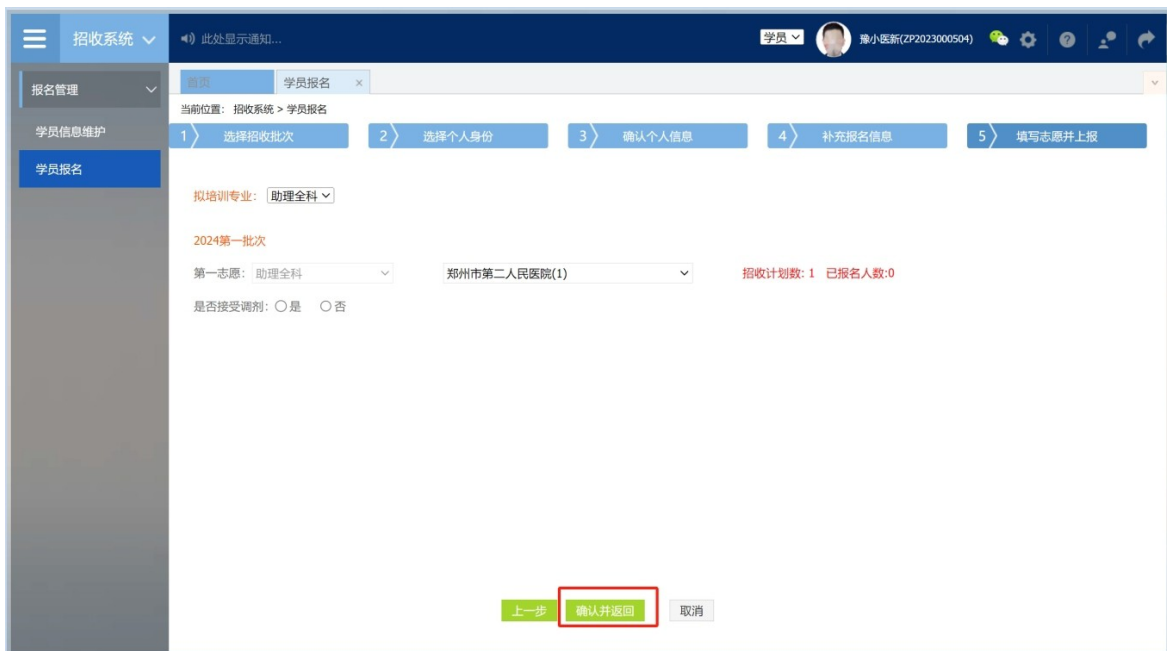 招收系统 此处显示通知... 学员 豫小医新(ZP2023000504)
报名管理 首页 学员报名 ×
当前位置： 招收系统 > 学员报名
学员信息维护
1 选择招收批次 2 选择个人身份 3 确认个人信息 4 补充报名信息 5 填写志愿并上报
学员报名
拟培训专业： 助理全科
2024第一批次
第一志愿： 助理全科 郑州市第二人民医院(1) 招收计划数: 1 已报名人数:0
是否接受调剂: 是 否
上一步 确认并返回 取消